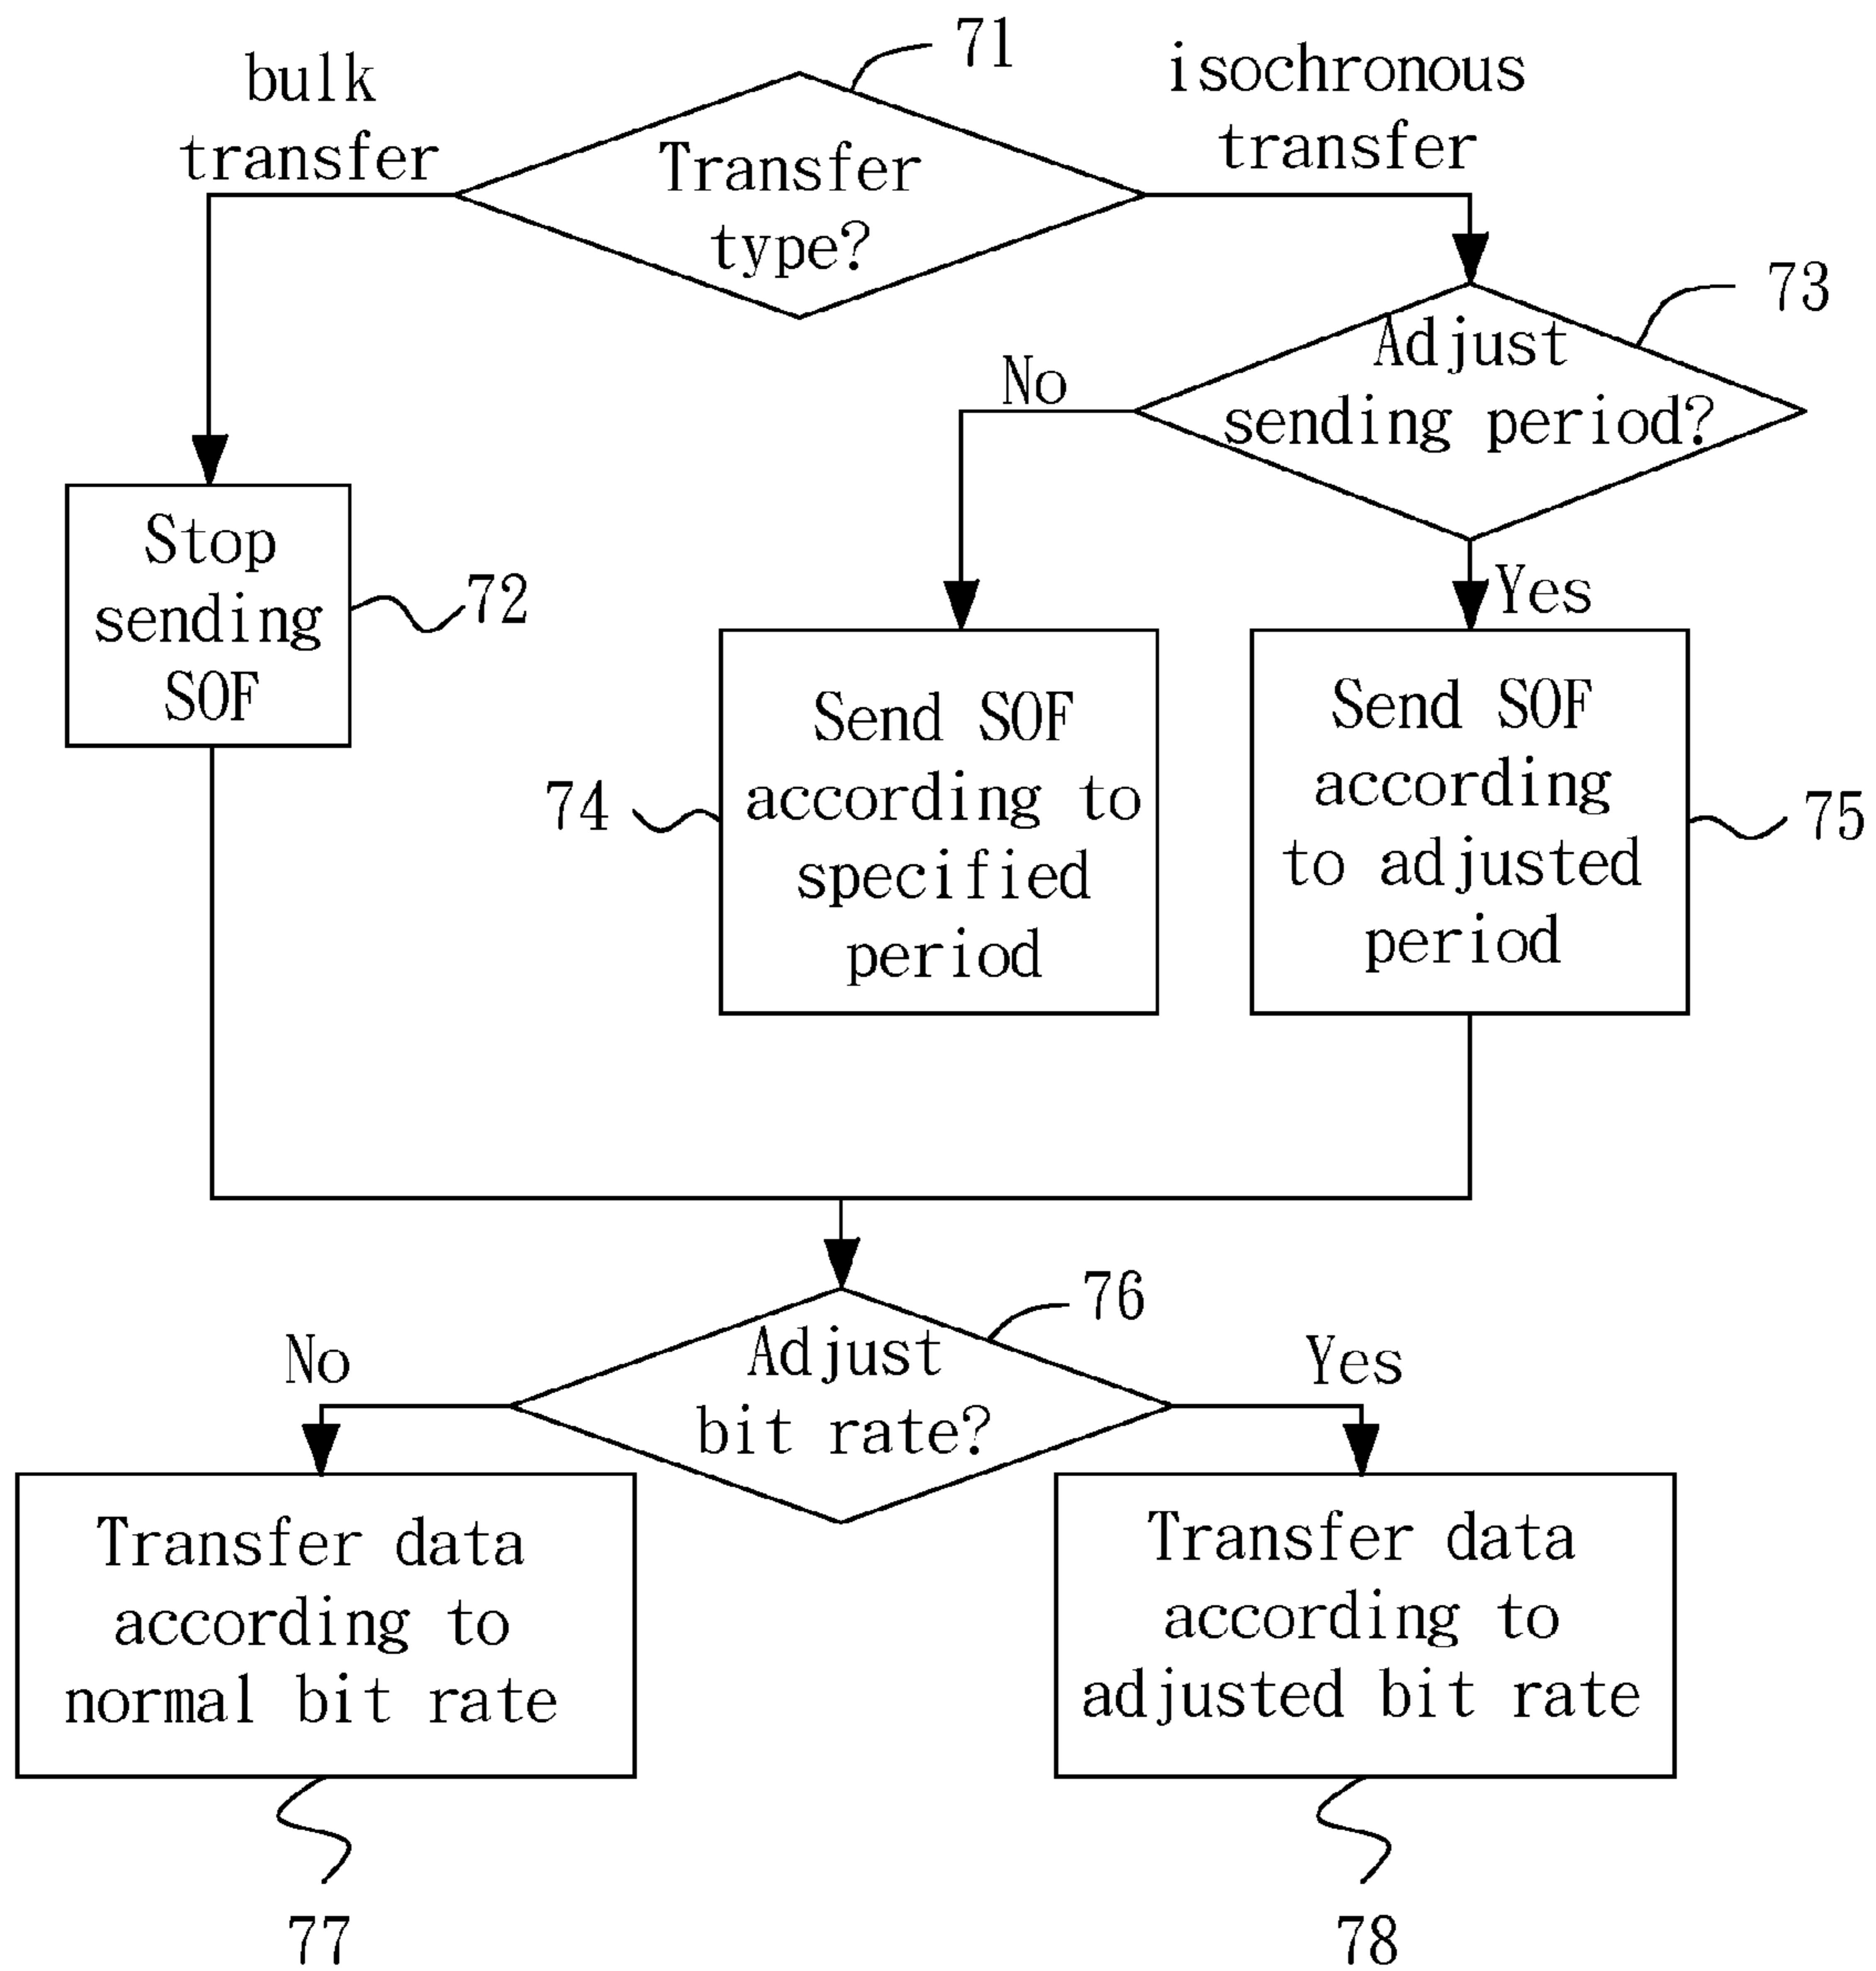 71
bulk
transfer
isochronous
transfer
Transfer
type?
73
Adjust
sending period?
No
Yes
Stop
sending
SOF
72
Send SOF
according to
specified
period
74
Send SOF
according
to adjusted
period
75
76
Adjust
bit rate?
No
Yes
Transfer data
according to
normal bit rate
Transfer data
according to
adjusted bit rate
77
78